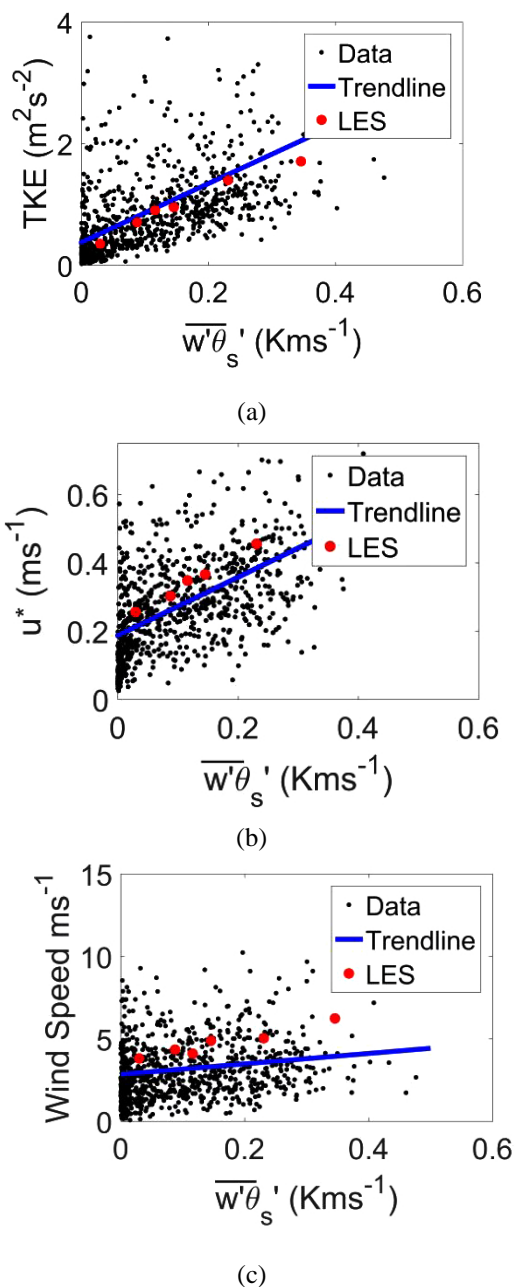 4
Data
Trendline
LES
TKE (m²s⁻²)
2
0
0 0.2 0.4 0.6
w'θₛ' (Kms⁻¹)
(a)
Data
Trendline
LES
0.6
u* (ms⁻¹)
0.4
0.2
0
0 0.2 0.4 0.6
w'θₛ' (Kms⁻¹)
(b)
15
Data
Trendline
LES
Wind Speed ms⁻¹
10
5
0
0 0.2 0.4 0.6
w'θₛ' (Kms⁻¹)
(c)